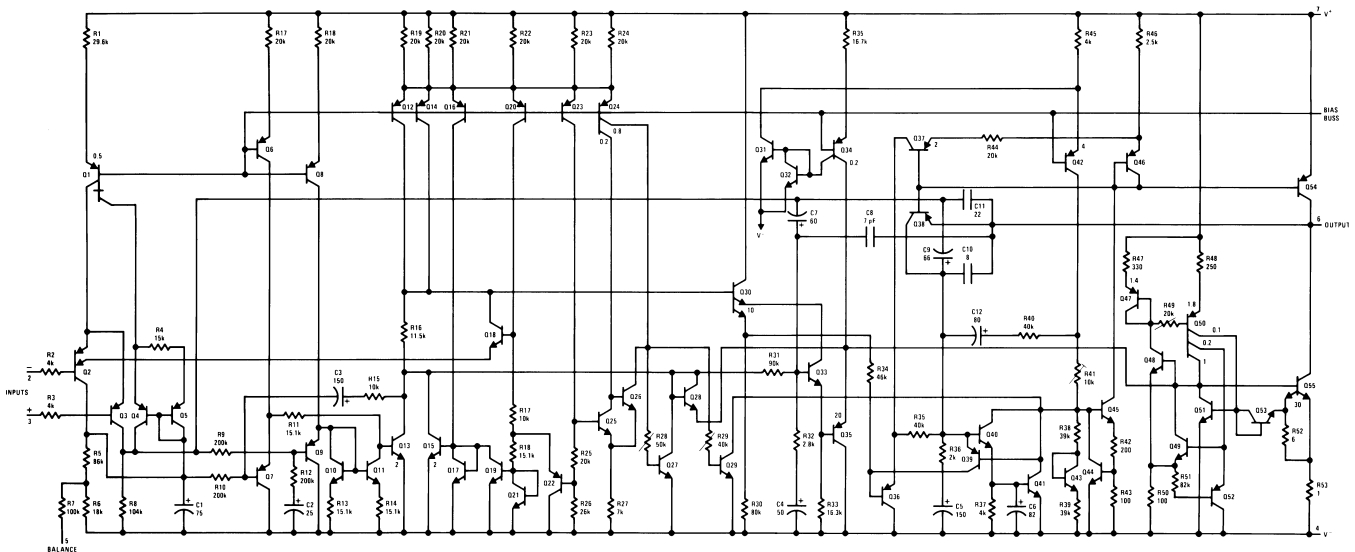 R1
29.6k
R17
20k
R18
20k
R19
20k
R20
20k
R21
20k
R22
20k
R23
20k
R24
20k
R35
16.7k
R45
4k
R46
2.5k
7 V+
Q12
Q14
Q16
Q20
Q23
Q24
BIAS
BUSS
0.8
0.2
Q31
Q32
Q34
0.2
Q37
2
R44
20k
4
Q42
Q46
0.5
Q1
Q6
Q8
Q54
C7
60
C8
7 pF
V-
Q38
C11
22
C9
66
C10
8
6
OUTPUT
R47
330
R48
250
1.4
Q47
R49
20k
1.8
Q50
0.1
0.2
1
Q30
10
Q18
R16
11.5k
C12
80
R40
40k
R4
15k
R2
4k
-
2
INPUTS
+
3
R3
4k
Q2
Q3
Q4
Q5
C3
150
H15
10k
R31
90k
Q33
R34
46k
R41
10k
Q48
Q55
30
R17
10k
Q26
Q28
R5
86k
R9
200k
R11
15.1k
Q13
2
Q15
2
Q17
Q19
R18
15.1k
Q25
R28
50k
R29
40k
R32
2.8k
20
Q35
R35
40k
Q40
Q45
Q51
Q53
R52
6
Q9
Q10
Q11
Q21
Q22
R25
20k
Q27
Q29
R36
2k
Q39
R38
39k
R42
200
Q49
R10
200k
Q7
R12
200k
Q36
Q41
Q43
Q44
R51
82k
Q52
R7
100k
R6
18k
R8
104k
C1
75
C2
25
R13
15.1k
R14
15.1k
R26
26k
R27
7k
R30
80k
C4
50
R33
16.3k
C5
150
R37
4k
C6
82
R39
39k
R43
100
R50
100
R53
1
4
V-
5
BALANCE